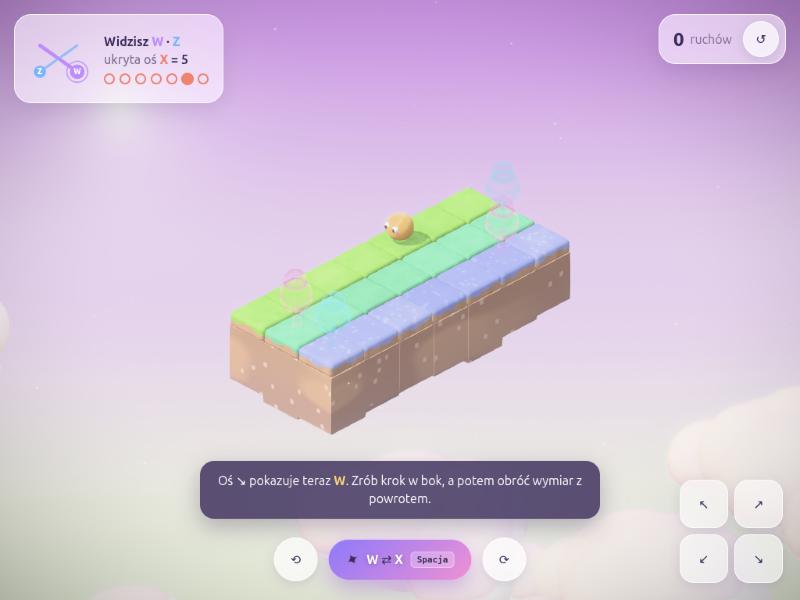 Widzisz W · Z
ukryta oś X = 5
Z
W
0 ruchów ↺
Oś ↘ pokazuje teraz W. Zrób krok w bok, a potem obróć wymiar z
powrotem.
⟲ ✦ W ⇄ X Spacja ⟳
↖ ↗
↙ ↘